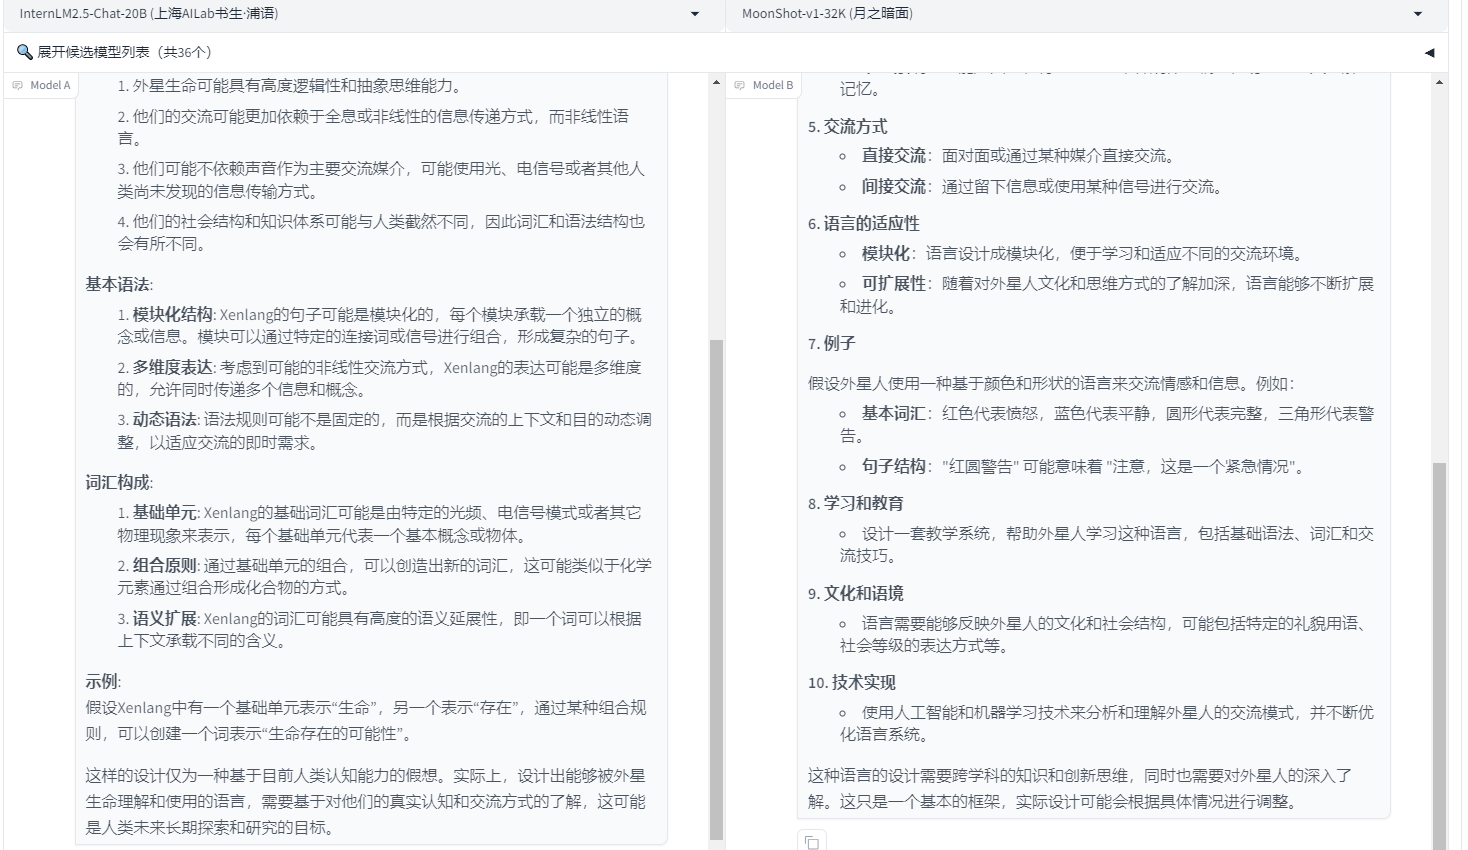 InternLM2.5-Chat-20B (上海AILab书生·浦语)
MoonShot-v1-32K (月之暗面)
🔍 展开候选模型列表（共36个）
Model A
1. 外星生命可能具有高度逻辑性和抽象思维能力。
2. 他们的交流可能更加依赖于全息或非线性的信息传递方式，而非线性语
言。
3. 他们可能不依赖声音作为主要交流媒介，可能使用光、电信号或者其他人
类尚未发现的信息传输方式。
4. 他们的社会结构和知识体系可能与人类截然不同，因此词汇和语法结构也
会有所不同。
基本语法:
1. 模块化结构: Xenlang的句子可能是模块化的，每个模块承载一个独立的概
念或信息。模块可以通过特定的连接词或信号进行组合，形成复杂的句子。
2. 多维度表达: 考虑到可能的非线性交流方式，Xenlang的表达可能是多维度
的，允许同时传递多个信息和概念。
3. 动态语法: 语法规则可能不是固定的，而是根据交流的上下文和目的动态调
整，以适应交流的即时需求。
词汇构成:
1. 基础单元: Xenlang的基础词汇可能是由特定的光频、电信号模式或者其它
物理现象来表示，每个基础单元代表一个基本概念或物体。
2. 组合原则: 通过基础单元的组合，可以创造出新的词汇，这可能类似于化学
元素通过组合形成化合物的方式。
3. 语义扩展: Xenlang的词汇可能具有高度的语义延展性，即一个词可以根据
上下文承载不同的含义。
示例:
假设Xenlang中有一个基础单元表示“生命”，另一个表示“存在”，通过某种组合规
则，可以创建一个词表示“生命存在的可能性”。
这样的设计仅为一种基于目前人类认知能力的假想。实际上，设计出能够被外星
生命理解和使用的语言，需要基于对他们的真实认知和交流方式的了解，这可能
是人类未来长期探索和研究的目标。
Model B
记忆。
5. 交流方式
直接交流：面对面或通过某种媒介直接交流。
间接交流：通过留下信息或使用某种信号进行交流。
6. 语言的适应性
模块化：语言设计成模块化，便于学习和适应不同的交流环境。
可扩展性：随着对外星人文化和思维方式的了解加深，语言能够不断扩展
和进化。
7. 例子
假设外星人使用一种基于颜色和形状的语言来交流情感和信息。例如：
基本词汇：红色代表愤怒，蓝色代表平静，圆形代表完整，三角形代表警
告。
句子结构："红圆警告" 可能意味着 "注意，这是一个紧急情况"。
8. 学习和教育
设计一套教学系统，帮助外星人学习这种语言，包括基础语法、词汇和交
流技巧。
9. 文化和语境
语言需要能够反映外星人的文化和社会结构，可能包括特定的礼貌用语、
社会等级的表达方式等。
10. 技术实现
使用人工智能和机器学习技术来分析和理解外星人的交流模式，并不断优
化语言系统。
这种语言的设计需要跨学科的知识和创新思维，同时也需要对外星人的深入了
解。这只是一个基本的框架，实际设计可能会根据具体情况进行调整。